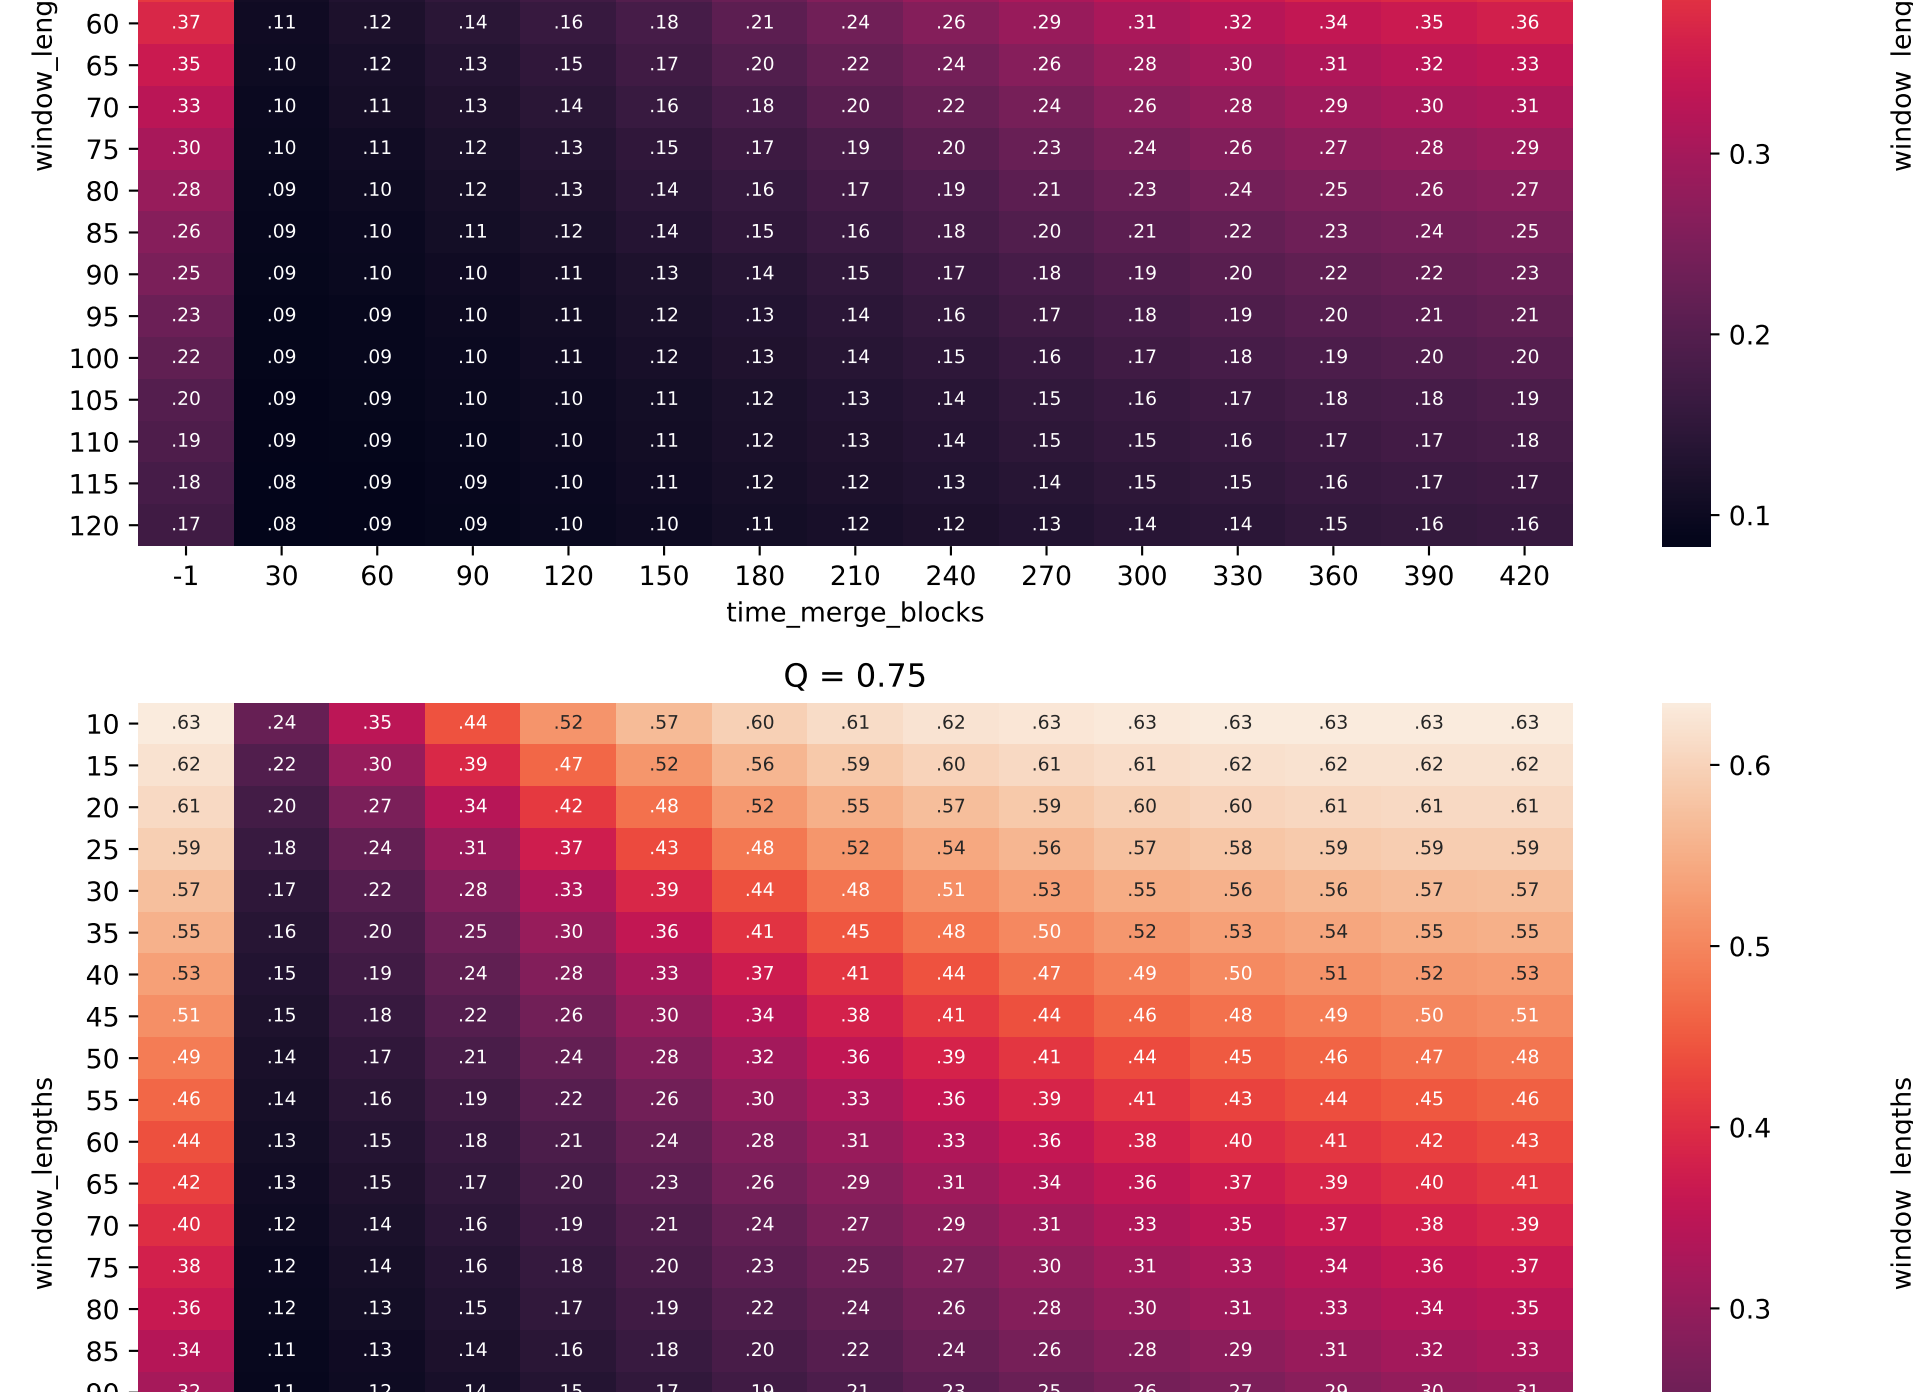 60 .37 .11 .12 .14 .16 .18 .21 .24 .26 .29 .31 .32 .34 .35 .36
65 .35 .10 .12 .13 .15 .17 .20 .22 .24 .26 .28 .30 .31 .32 .33
70 .33 .10 .11 .13 .14 .16 .18 .20 .22 .24 .26 .28 .29 .30 .31
75 .30 .10 .11 .12 .13 .15 .17 .19 .20 .23 .24 .26 .27 .28 .29
80 .28 .09 .10 .12 .13 .14 .16 .17 .19 .21 .23 .24 .25 .26 .27
85 .26 .09 .10 .11 .12 .14 .15 .16 .18 .20 .21 .22 .23 .24 .25
90 .25 .09 .10 .10 .11 .13 .14 .15 .17 .18 .19 .20 .22 .22 .23
95 .23 .09 .09 .10 .11 .12 .13 .14 .16 .17 .18 .19 .20 .21 .21
100 .22 .09 .09 .10 .11 .12 .13 .14 .15 .16 .17 .18 .19 .20 .20
105 .20 .09 .09 .10 .10 .11 .12 .13 .14 .15 .16 .17 .18 .18 .19
110 .19 .09 .09 .10 .10 .11 .12 .13 .14 .15 .15 .16 .17 .17 .18
115 .18 .08 .09 .09 .10 .11 .12 .12 .13 .14 .15 .15 .16 .17 .17
120 .17 .08 .09 .09 .10 .10 .11 .12 .12 .13 .14 .14 .15 .16 .16
-1 30 60 90 120 150 180 210 240 270 300 330 360 390 420
time_merge_blocks
window_leng
0.3
0.2
0.1
window_leng
Q = 0.75
10 .63 .24 .35 .44 .52 .57 .60 .61 .62 .63 .63 .63 .63 .63 .63
15 .62 .22 .30 .39 .47 .52 .56 .59 .60 .61 .61 .62 .62 .62 .62
20 .61 .20 .27 .34 .42 .48 .52 .55 .57 .59 .60 .60 .61 .61 .61
25 .59 .18 .24 .31 .37 .43 .48 .52 .54 .56 .57 .58 .59 .59 .59
30 .57 .17 .22 .28 .33 .39 .44 .48 .51 .53 .55 .56 .56 .57 .57
35 .55 .16 .20 .25 .30 .36 .41 .45 .48 .50 .52 .53 .54 .55 .55
40 .53 .15 .19 .24 .28 .33 .37 .41 .44 .47 .49 .50 .51 .52 .53
45 .51 .15 .18 .22 .26 .30 .34 .38 .41 .44 .46 .48 .49 .50 .51
50 .49 .14 .17 .21 .24 .28 .32 .36 .39 .41 .44 .45 .46 .47 .48
55 .46 .14 .16 .19 .22 .26 .30 .33 .36 .39 .41 .43 .44 .45 .46
60 .44 .13 .15 .18 .21 .24 .28 .31 .33 .36 .38 .40 .41 .42 .43
65 .42 .13 .15 .17 .20 .23 .26 .29 .31 .34 .36 .37 .39 .40 .41
70 .40 .12 .14 .16 .19 .21 .24 .27 .29 .31 .33 .35 .37 .38 .39
75 .38 .12 .14 .16 .18 .20 .23 .25 .27 .30 .31 .33 .34 .36 .37
80 .36 .12 .13 .15 .17 .19 .22 .24 .26 .28 .30 .31 .33 .34 .35
85 .34 .11 .13 .14 .16 .18 .20 .22 .24 .26 .28 .29 .31 .32 .33
90 .32 .11 .12 .14 .15 .17 .19 .21 .23 .25 .26 .27 .29 .30 .31
window_lengths
0.6
0.5
0.4
0.3
window_lengths